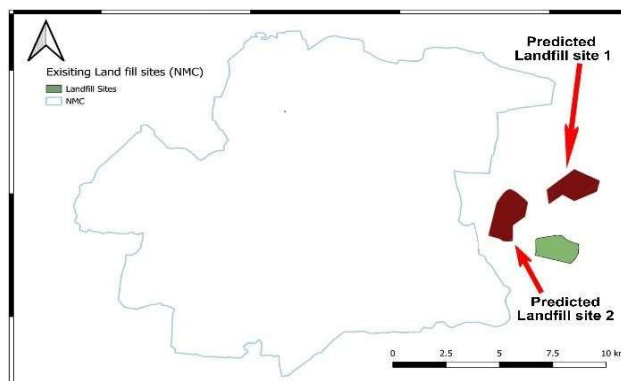 Exisiting Land fill sites (NMC)
Landfill Sites
NMC
Predicted
Landfill site 1
Predicted
Landfill site 2
0 2.5 5 7.5 10 km